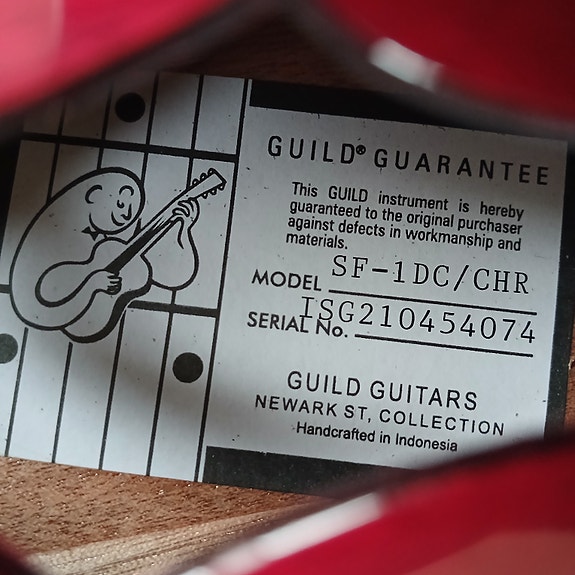 GUILD® GUARANTEE
This GUILD instrument is hereby
guaranteed to the original purchaser
against defects in workmanship and
materials.
MODEL SF-1DC/CHR
SERIAL No. ISG210454074
GUILD GUITARS
NEWARK ST, COLLECTION
Handcrafted in Indonesia